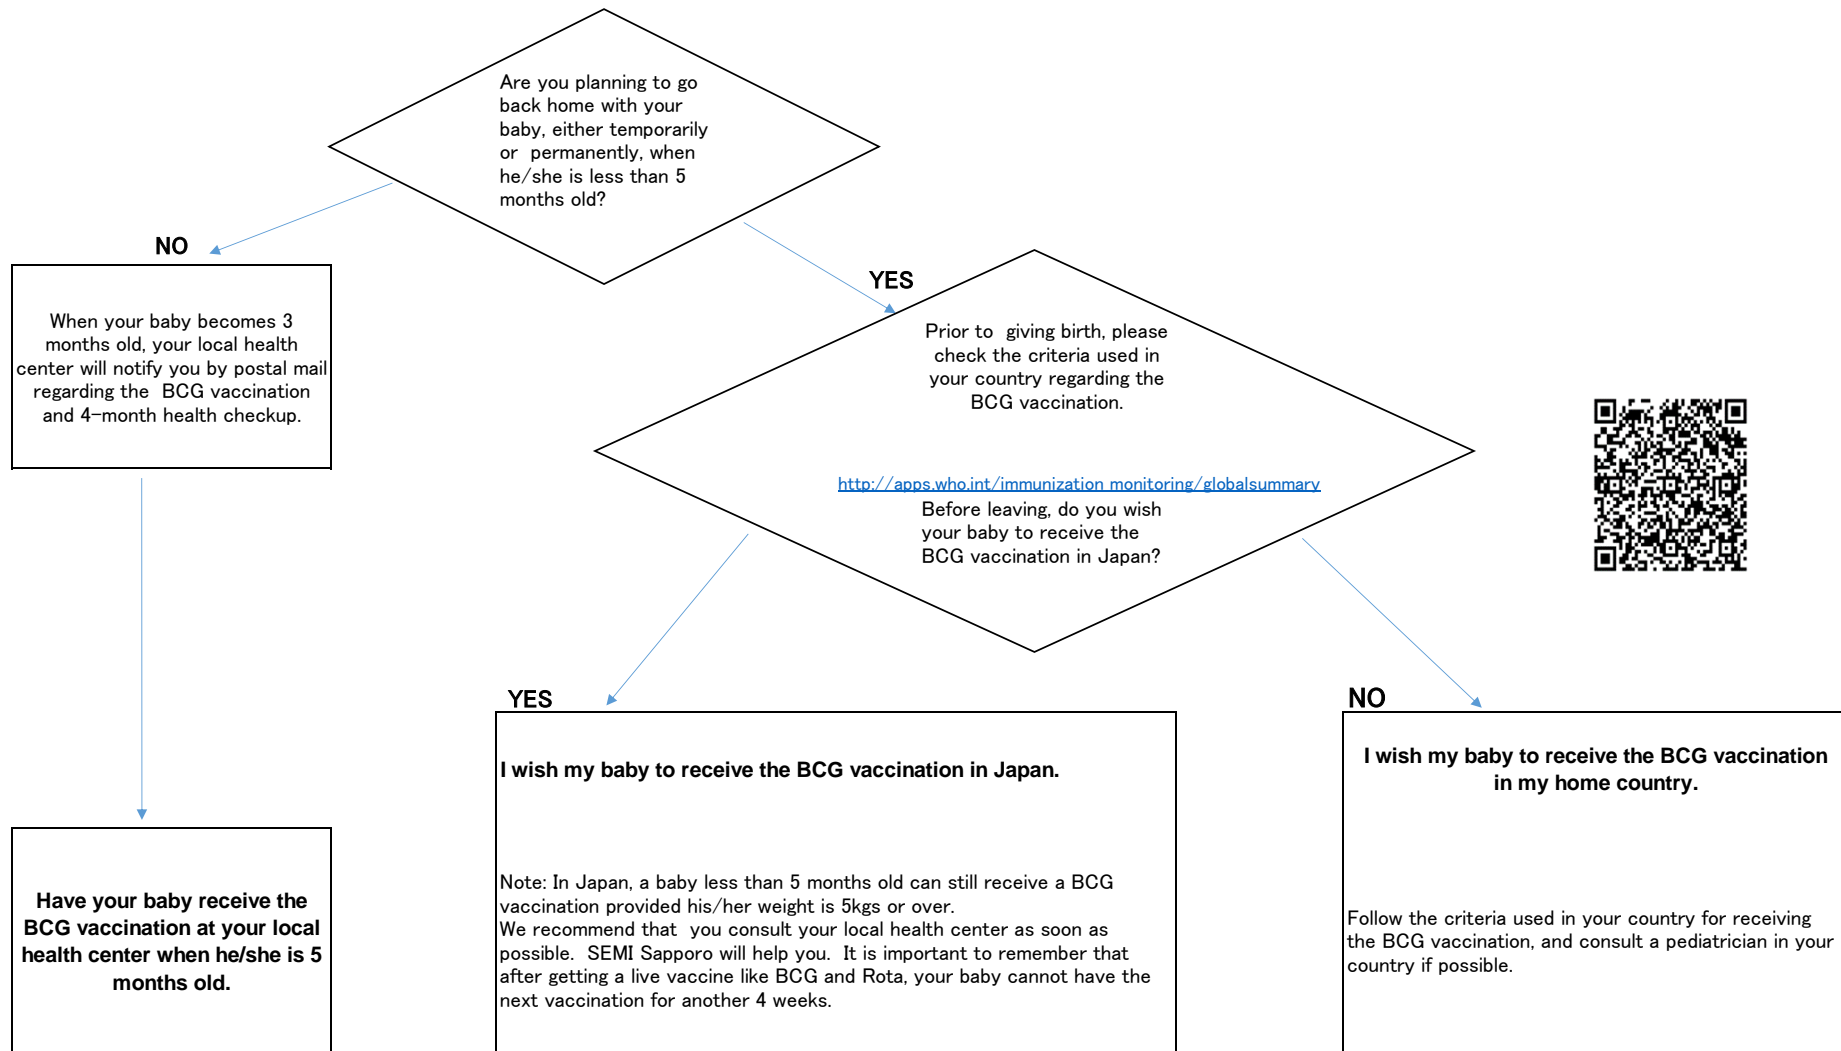 Are you planning to go
back home with your
baby, either temporarily
or  permanently, when
he/she is less than 5
months old?
NO
YES
When your baby becomes 3
months old, your local health
center will notify you by postal mail
regarding the  BCG vaccination
and 4-month health checkup.
Prior to  giving birth, please
check the criteria used in
your country regarding the
BCG vaccination.
http://apps.who.int/immunization monitoring/globalsummary
Before leaving, do you wish
your baby to receive the
BCG vaccination in Japan?
YES
NO
Have your baby receive the
BCG vaccination at your local
health center when he/she is 5
months old.
I wish my baby to receive the BCG vaccination in Japan.
Note: In Japan, a baby less than 5 months old can still receive a BCG
vaccination provided his/her weight is 5kgs or over.
We recommend that  you consult your local health center as soon as
possible.  SEMI Sapporo will help you.  It is important to remember that
after getting a live vaccine like BCG and Rota, your baby cannot have the
next vaccination for another 4 weeks.
I wish my baby to receive the BCG vaccination
in my home country.
Follow the criteria used in your country for receiving
the BCG vaccination, and consult a pediatrician in your
country if possible.